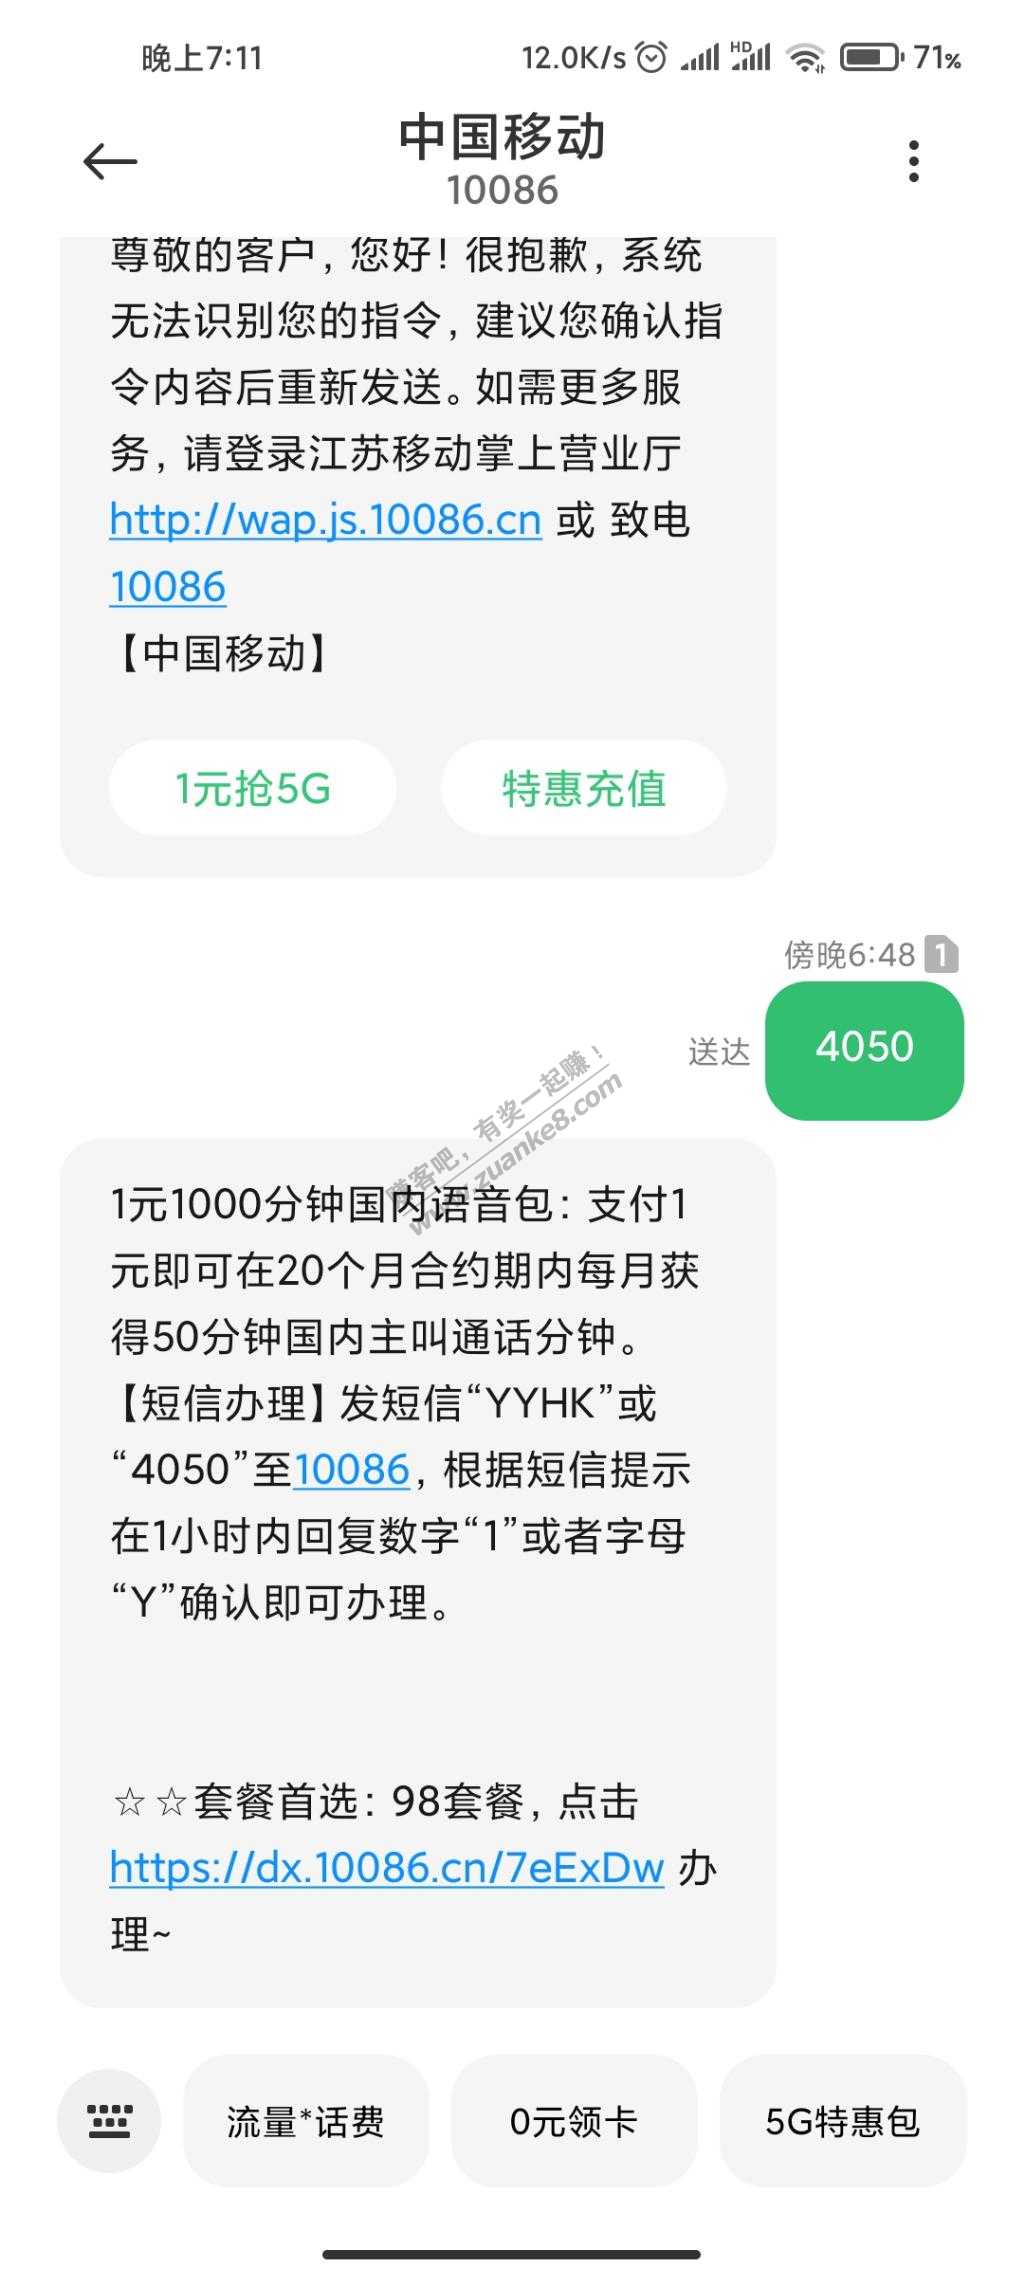 晚上7:11
12.0K/s HD 71%
中国移动
10086
尊敬的客户, 您好! 很抱歉, 系统
无法识别您的指令, 建议您确认指
令内容后重新发送。如需更多服
务, 请登录江苏移动掌上营业厅
http://wap.js.10086.cn 或 致电
10086
【中国移动】
1元抢5G 特惠充值
傍晚6:48 1
送达 4050
赚客吧, 有奖一起赚!
www.zuanke8.com
1元1000分钟国内语音包: 支付1
元即可在20个月合约期内每月获
得50分钟国内主叫通话分钟。
【短信办理】发短信“YYHK”或
“4050”至10086, 根据短信提示
在1小时内回复数字“1”或者字母
“Y”确认即可办理。
☆☆套餐首选: 98套餐, 点击
https://dx.10086.cn/7eExDw 办
理~
流量*话费 0元领卡 5G特惠包